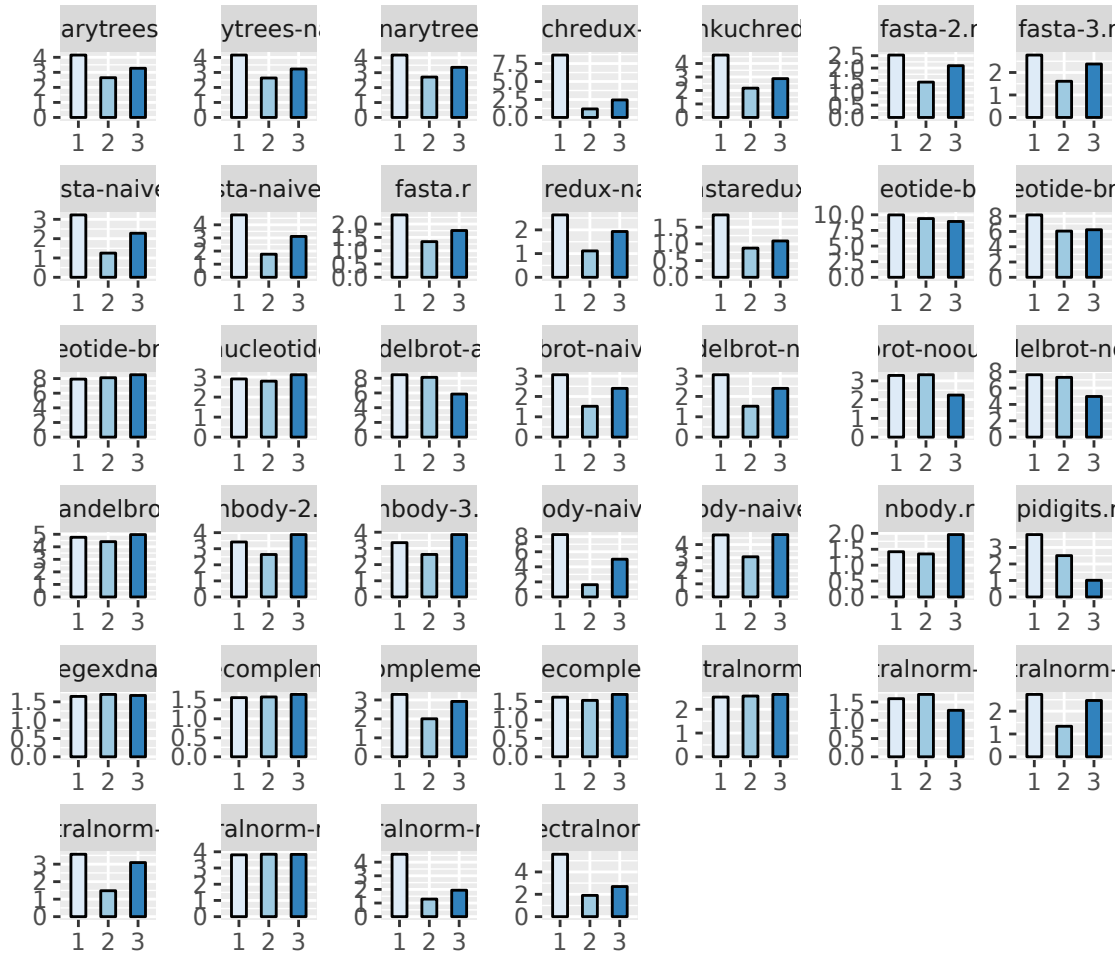 arytrees
ytrees-na
narytree
chredux-
nkuchred
fasta-2.r
fasta-3.r
4 3 2 1 0
4 3 2 1 0
4 3 2 1 0
7.5 5.0 2.5 0.0
4 3 2 1 0
2.5 2.0 1.5 1.0 0.5 0.0
2 1 0
1 2 3
1 2 3
1 2 3
1 2 3
1 2 3
1 2 3
1 2 3
sta-naive
sta-naive
fasta.r
redux-na
astaredux
eotide-b
eotide-br
3 2 1 0
4 3 2 1 0
2.0 1.5 1.0 0.5 0.0
2 1 0
1.5 1.0 0.5 0.0
10.0 7.5 5.0 2.5 0.0
8 6 4 2 0
1 2 3
1 2 3
1 2 3
1 2 3
1 2 3
1 2 3
1 2 3
eotide-br
nucleotide
delbrot-a
brot-naiv
delbrot-n
brot-noou
delbrot-no
8 6 4 2 0
3 2 1 0
8 6 4 2 0
3 2 1 0
3 2 1 0
3 2 1 0
8 6 4 2 0
1 2 3
1 2 3
1 2 3
1 2 3
1 2 3
1 2 3
1 2 3
andelbro
nbody-2.
nbody-3.
ody-naiv
ody-naive
nbody.r
pidigits.r
5 4 3 2 1 0
4 3 2 1 0
4 3 2 1 0
8 6 4 2 0
4 3 2 1 0
2.0 1.5 1.0 0.5 0.0
3 2 1 0
1 2 3
1 2 3
1 2 3
1 2 3
1 2 3
1 2 3
1 2 3
egexdna
ecomplem
ompleme
ecomple
tralnorm
tralnorm-
tralnorm-
1.5 1.0 0.5 0.0
1.5 1.0 0.5 0.0
3 2 1 0
1.5 1.0 0.5 0.0
2 1 0
1.5 1.0 0.5 0.0
2 1 0
1 2 3
1 2 3
1 2 3
1 2 3
1 2 3
1 2 3
1 2 3
tralnorm-
ralnorm-r
ralnorm-r
ectralnor
3 2 1 0
4 3 2 1 0
4 3 2 1 0
4 2 0
1 2 3
1 2 3
1 2 3
1 2 3